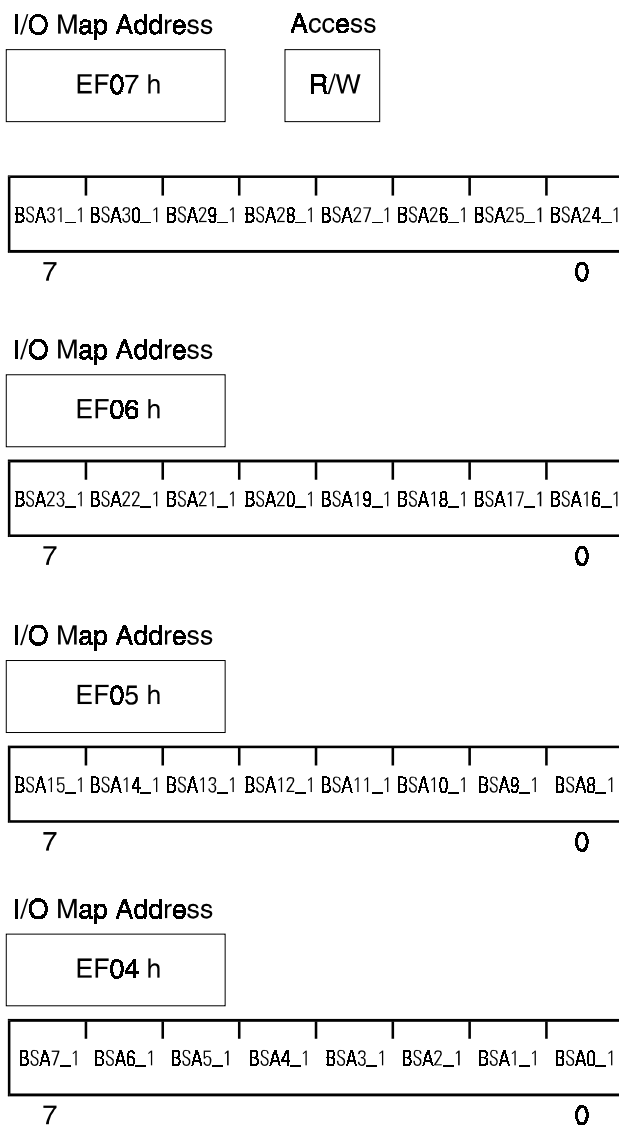 I/O Map Address Access
EF07 h R/W
BSA31_1 BSA30_1 BSA29_1 BSA28_1 BSA27_1 BSA26_1 BSA25_1 BSA24_1
7 0
I/O Map Address
EF06 h
BSA23_1 BSA22_1 BSA21_1 BSA20_1 BSA19_1 BSA18_1 BSA17_1 BSA16_1
7 0
I/O Map Address
EF05 h
BSA15_1 BSA14_1 BSA13_1 BSA12_1 BSA11_1 BSA10_1 BSA9_1 BSA8_1
7 0
I/O Map Address
EF04 h
BSA7_1 BSA6_1 BSA5_1 BSA4_1 BSA3_1 BSA2_1 BSA1_1 BSA0_1
7 0